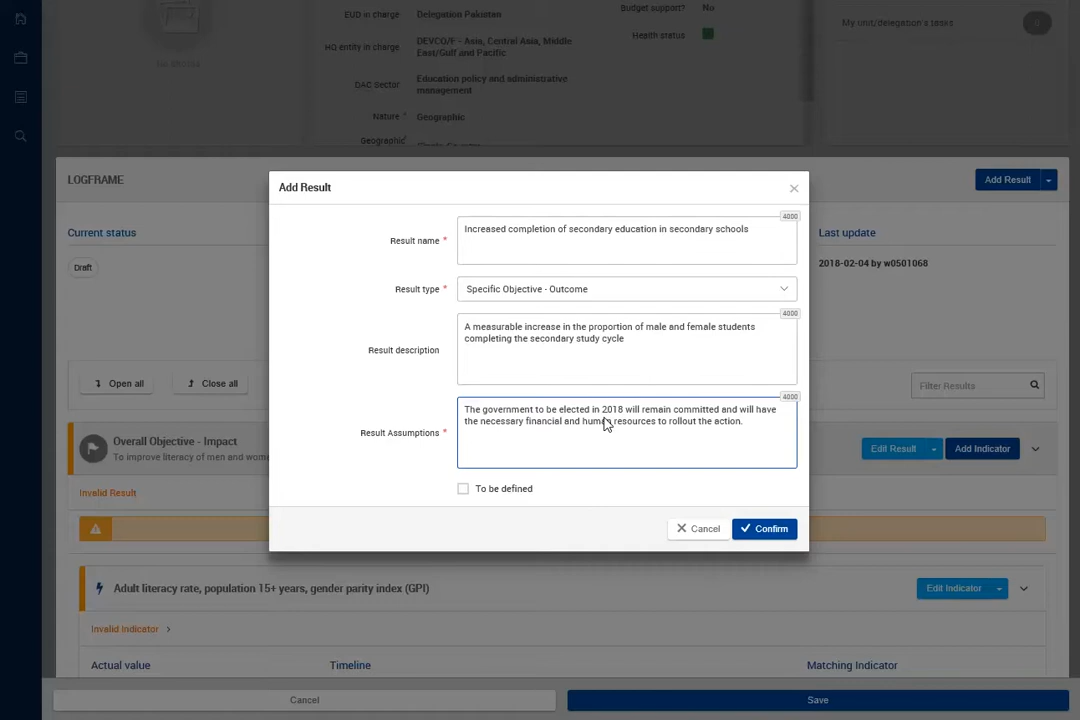 EUD in charge
Delegation Pakistan
Budget support?
No
My unit/delegation's tasks
HQ entity in charge
DEVCO/F - Asia, Central Asia, Middle
East/Gulf and Pacific
Health status
DAC Sector
Education policy and administrative
management
Nature *
Geographic
Geographic
LOGFRAME
Add Result
Current status
Last update
Draft
2018-02-04 by w0501068
Open all
Close all
Filter Results
Overall Objective - Impact
To improve literacy of men and
Edit Result
Add Indicator
Invalid Result
Adult literacy rate, population 15+ years, gender parity index (GPI)
Edit Indicator
Invalid Indicator
Actual value
Timeline
Matching Indicator
Cancel
Save
Add Result
4000
Result name *
Increased completion of secondary education in secondary schools
Result type *
Specific Objective - Outcome
4000
Result description
A measurable increase in the proportion of male and female students
completing the secondary study cycle
4000
Result Assumptions *
The government to be elected in 2018 will remain committed and will have
the necessary financial and human resources to rollout the action.
To be defined
Cancel
Confirm